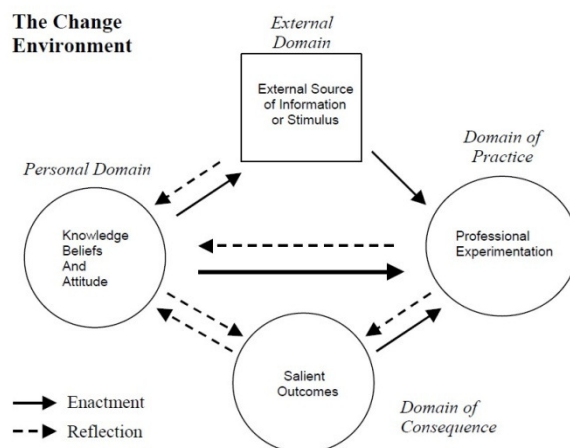 The Change
Environment
External
Domain
External Source
of Information
or Stimulus
Domain of
Practice
Personal Domain
Knowledge
Beliefs
And
Attitude
Professional
Experimentation
Salient
Outcomes
Domain of
Consequence
Enactment
Reflection